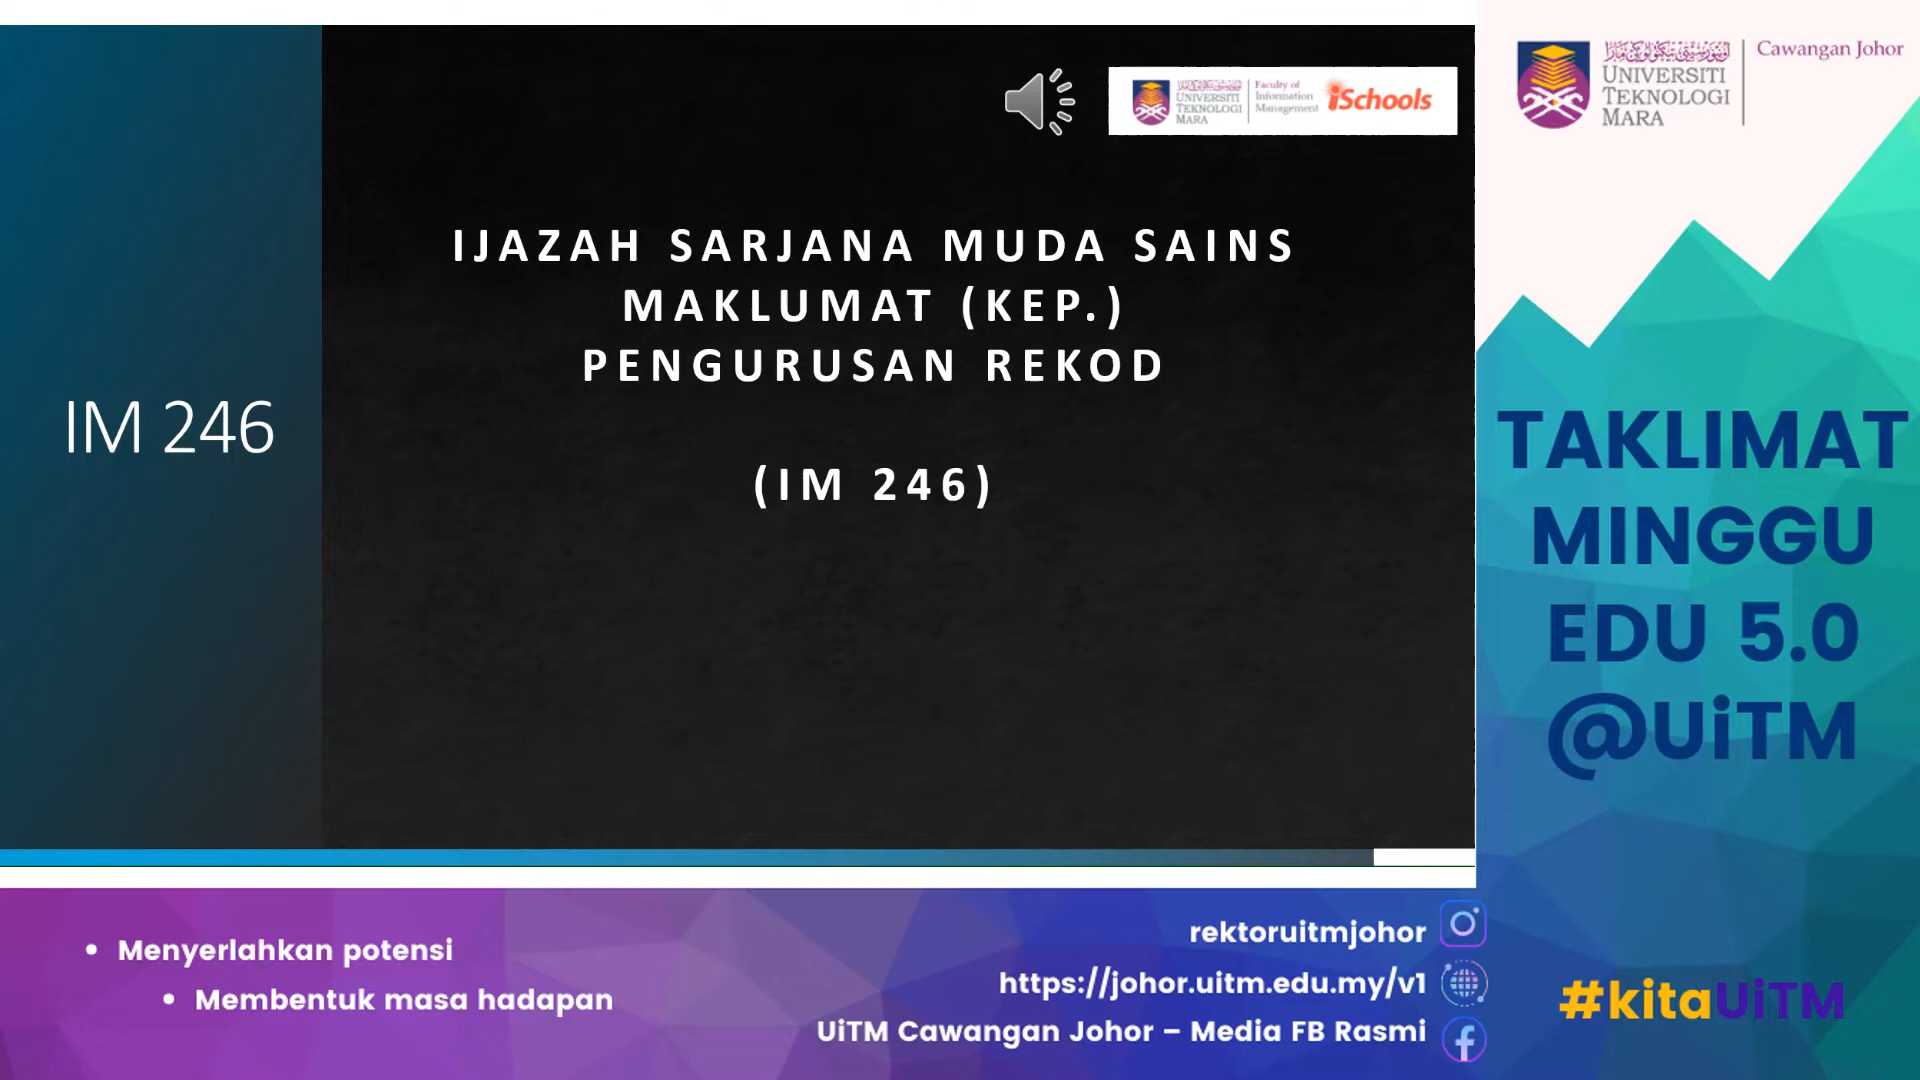 IM 246
UNIVERSITI
TEKNOLOGI
MARA
Faculty of
Information
Management
iSchools
IJAZAH SARJANA MUDA SAINS
MAKLUMAT (KEP.)
PENGURUSAN REKOD
(IM 246)
UNIVERSITI
TEKNOLOGI
MARA
Cawangan Johor
TAKLIMAT
MINGGU
EDU 5.0
@UiTM
• Menyerlahkan potensi
• Membentuk masa hadapan
rektoruitmjohor
https://johor.uitm.edu.my/v1
UiTM Cawangan Johor – Media FB Rasmi
#kitaUiTM